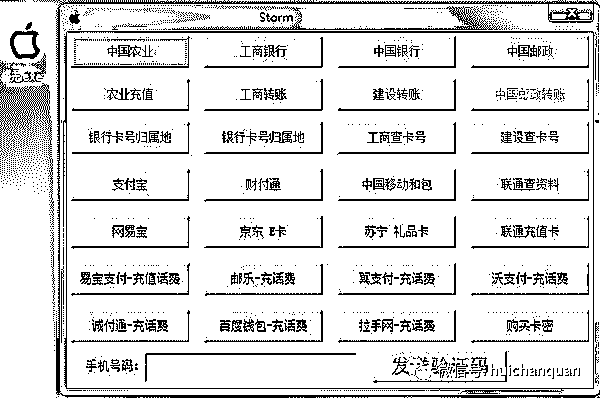 Storm
中国农业 工商银行 中国银行 中国邮政
农业充值 工商转账 建设转账 中国邮政转账
银行卡号归属地 银行卡号归属地 工商查卡号 建设查卡号
支付宝 财付通 中国移动和包 联通查资料
网易宝 京东 E卡 苏宁 礼品卡 联通充值卡
易宝支付-充值话费 邮乐-充话费 翼支付-充话费 沃支付-充话费
诚付通-充话费 百度钱包-充话费 拉手网-充话费 购买卡密
手机号码: 发送验证码
huichanquan